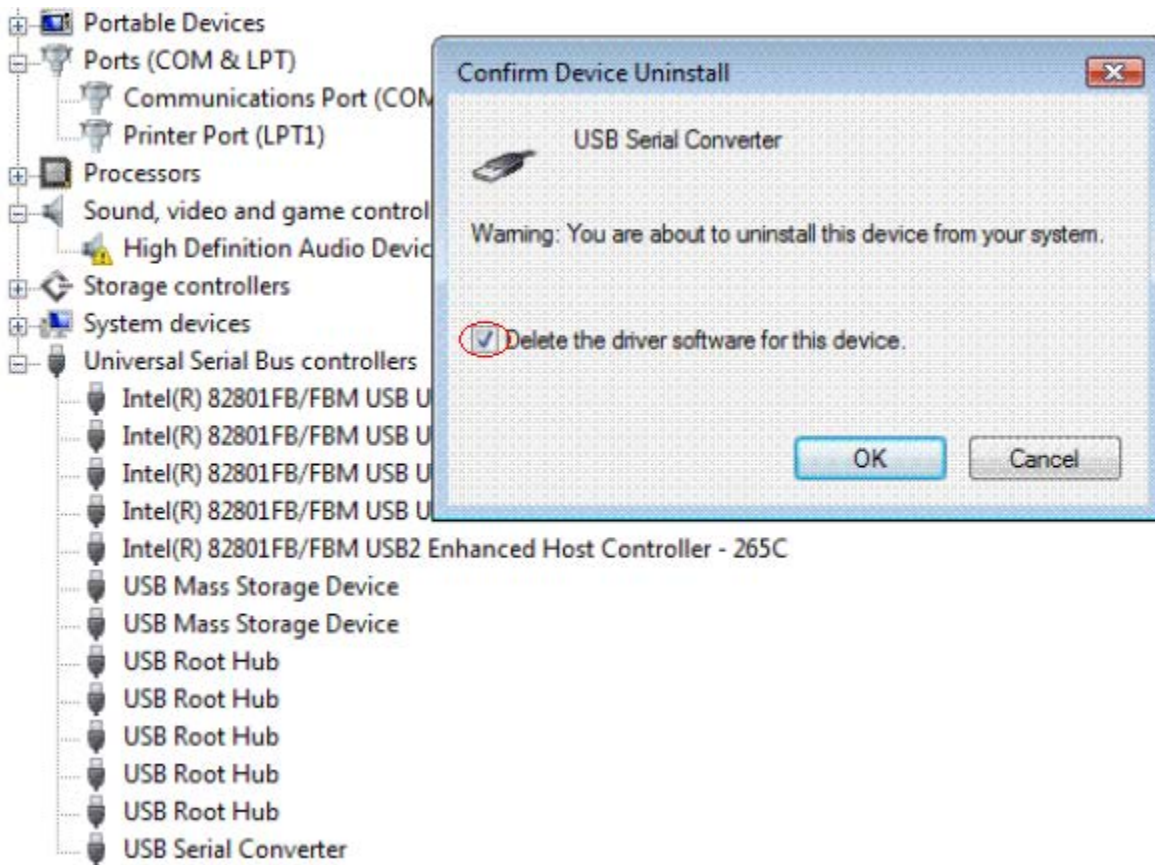 Portable Devices
Ports (COM & LPT)
Communications Port (COM
Printer Port (LPT1)
Processors
Sound, video and game control
High Definition Audio Devic
Storage controllers
System devices
Universal Serial Bus controllers
Intel(R) 82801FB/FBM USB U
Intel(R) 82801FB/FBM USB U
Intel(R) 82801FB/FBM USB U
Intel(R) 82801FB/FBM USB U
Intel(R) 82801FB/FBM USB2 Enhanced Host Controller - 265C
USB Mass Storage Device
USB Mass Storage Device
USB Root Hub
USB Root Hub
USB Root Hub
USB Root Hub
USB Root Hub
USB Serial Converter
Confirm Device Uninstall
USB Serial Converter
Warning: You are about to uninstall this device from your system.
Delete the driver software for this device.
OK
Cancel